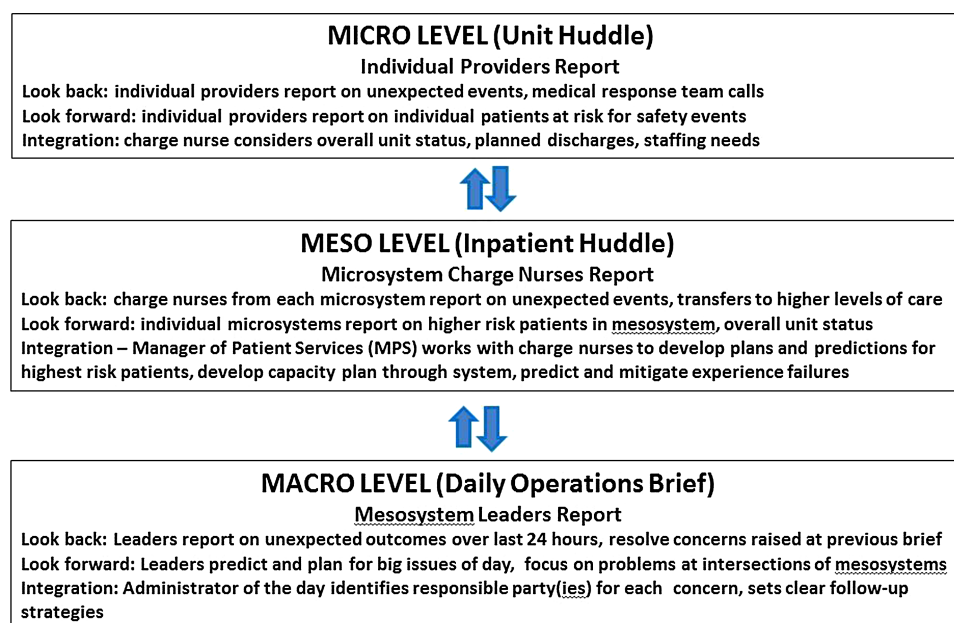 MICRO LEVEL (Unit Huddle)
Individual Providers Report
Look back: individual providers report on unexpected events, medical response team calls
Look forward: individual providers report on individual patients at risk for safety events
Integration: charge nurse considers overall unit status, planned discharges, staffing needs
MESO LEVEL (Inpatient Huddle)
Microsystem Charge Nurses Report
Look back: charge nurses from each microsystem report on unexpected events, transfers to higher levels of care
Look forward: individual microsystems report on higher risk patients in mesosystem, overall unit status
Integration – Manager of Patient Services (MPS) works with charge nurses to develop plans and predictions for
highest risk patients, develop capacity plan through system, predict and mitigate experience failures
MACRO LEVEL (Daily Operations Brief)
Mesosystem Leaders Report
Look back: Leaders report on unexpected outcomes over last 24 hours, resolve concerns raised at previous brief
Look forward: Leaders predict and plan for big issues of day, focus on problems at intersections of mesosystems
Integration: Administrator of the day identifies responsible party(ies) for each concern, sets clear follow-up
strategies